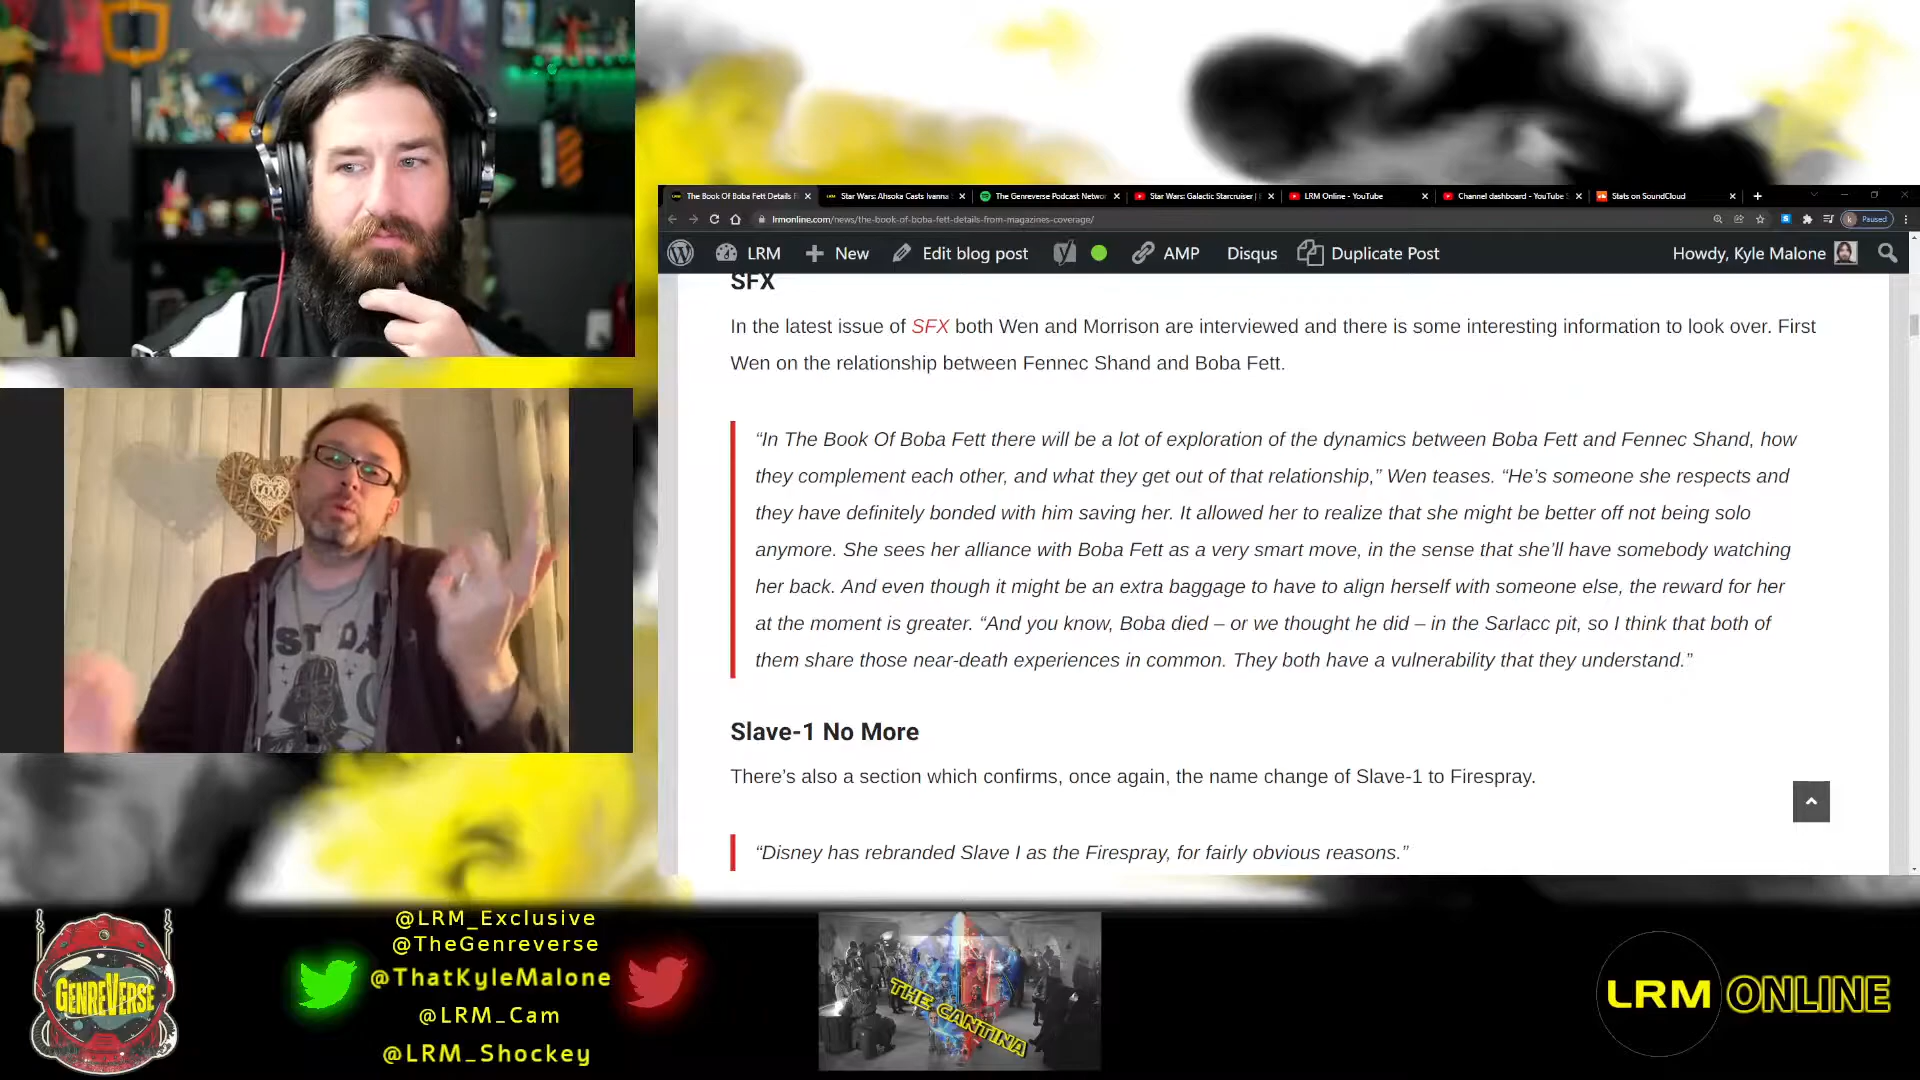 The Book Of Boba Fett Details F
Star Wars: Ahsoka Casts Ivanna
The Genreverse Podcast Networ
Star Wars: Galactic Starcruiser |
LRM Online - YouTube
Channel dashboard - YouTube S
Stats on SoundCloud
lrmonline.com/news/the-book-of-boba-fett-details-from-magazines-coverage/
Paused
LRM
New
Edit blog post
AMP
Disqus
Duplicate Post
Howdy, Kyle Malone
SFX
In the latest issue of SFX both Wen and Morrison are interviewed and there is some interesting information to look over. First
Wen on the relationship between Fennec Shand and Boba Fett.
“In The Book Of Boba Fett there will be a lot of exploration of the dynamics between Boba Fett and Fennec Shand, how
they complement each other, and what they get out of that relationship,” Wen teases. “He’s someone she respects and
they have definitely bonded with him saving her. It allowed her to realize that she might be better off not being solo
anymore. She sees her alliance with Boba Fett as a very smart move, in the sense that she’ll have somebody watching
her back. And even though it might be an extra baggage to have to align herself with someone else, the reward for her
at the moment is greater. “And you know, Boba died – or we thought he did – in the Sarlacc pit, so I think that both of
them share those near-death experiences in common. They both have a vulnerability that they understand.”
Slave-1 No More
There’s also a section which confirms, once again, the name change of Slave-1 to Firespray.
“Disney has rebranded Slave I as the Firespray, for fairly obvious reasons.”
LOVE
ST DA
GENREVERSE
@LRM_Exclusive
@TheGenreverse
@ThatKyleMalone
@LRM_Cam
@LRM_Shockey
THE CANTINA
LRM ONLINE